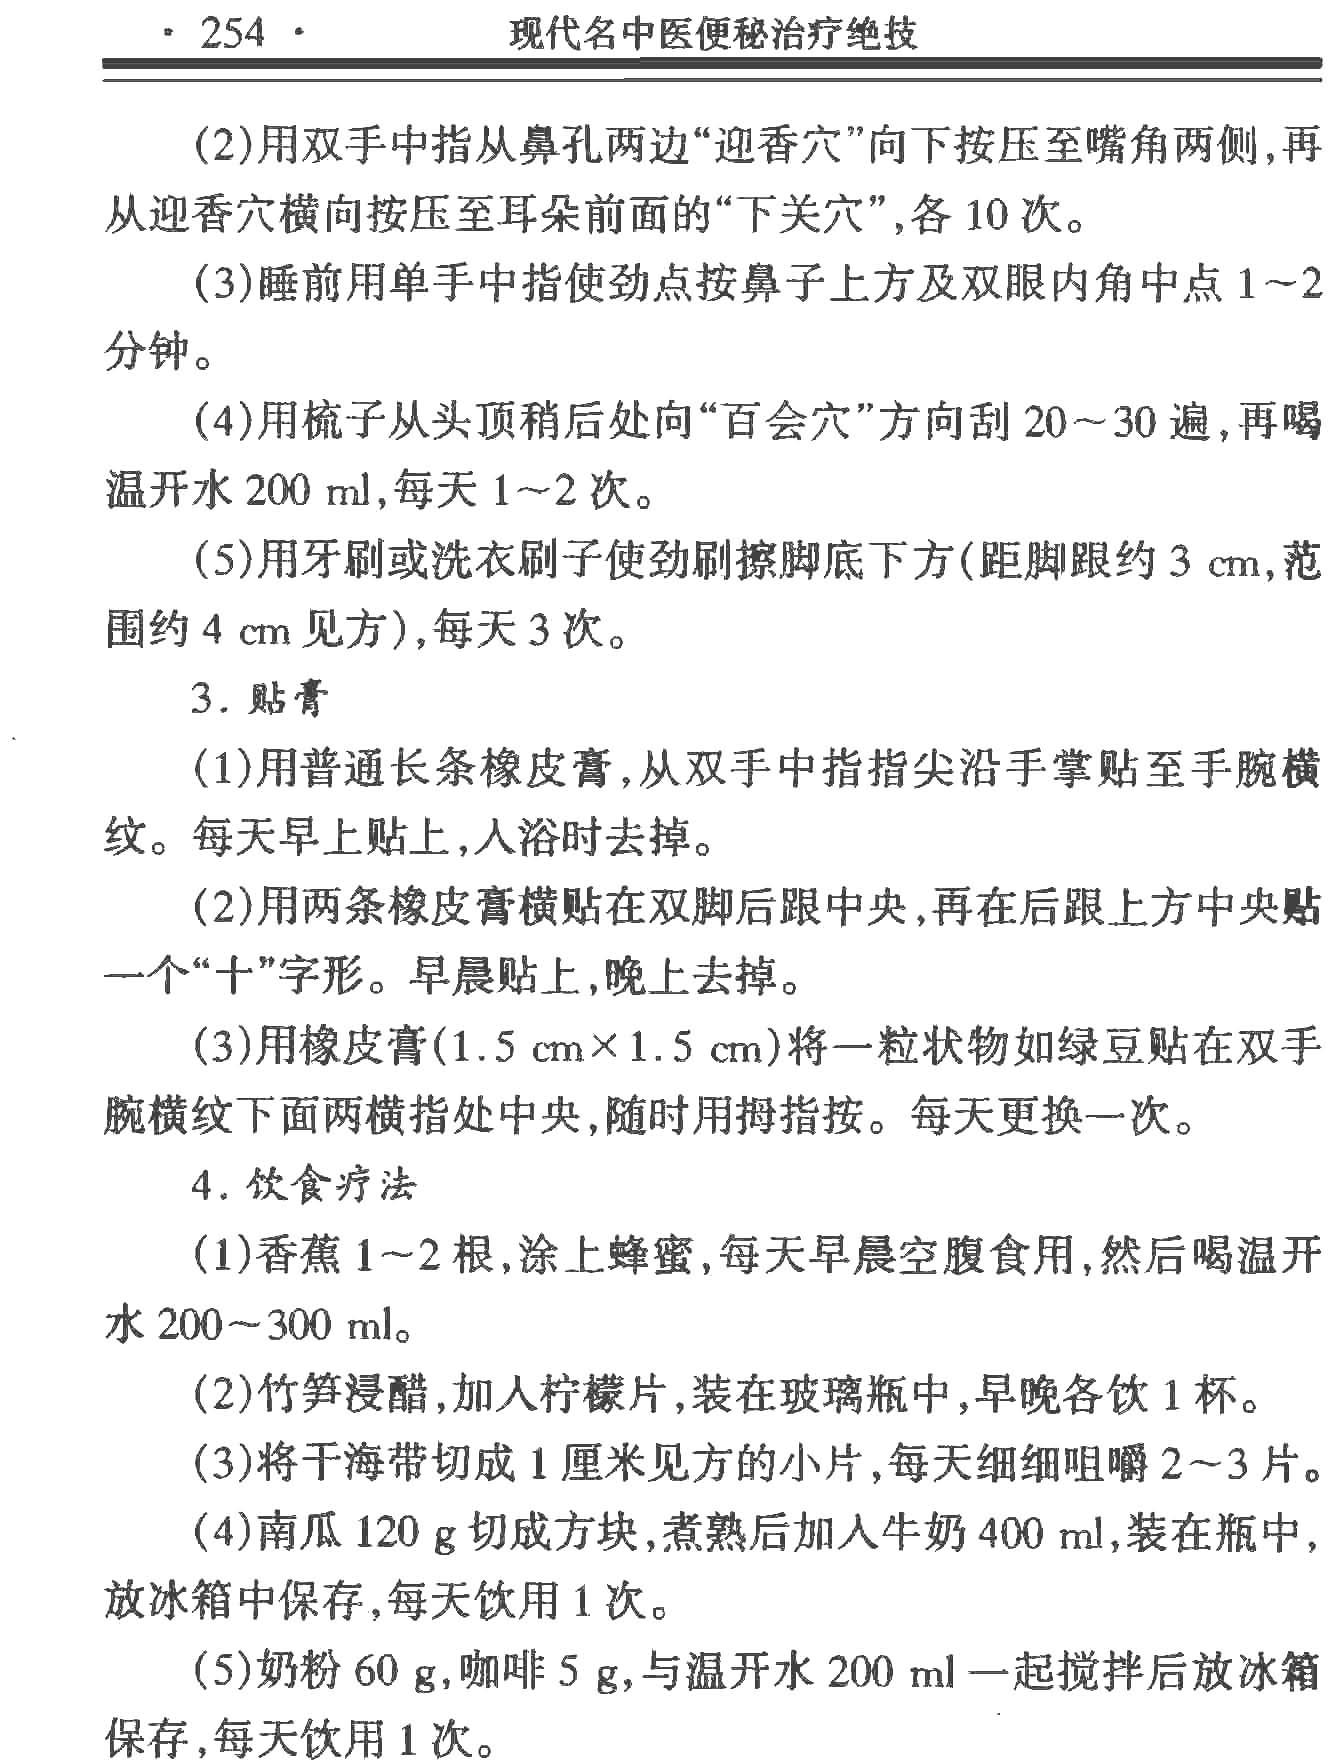 · 254 · 现代名中医便秘治疗绝技
(2)用双手中指从鼻孔两边“迎香穴”向下按压至嘴角两侧,再
从迎香穴横向按压至耳朵前面的“下关穴”,各 10 次。
(3)睡前用单手中指使劲点按鼻子上方及双眼内角中点 1～2
分钟。
(4)用梳子从头顶稍后处向“百会穴”方向刮 20～30 遍,再喝
温开水 200 ml,每天 1～2 次。
(5)用牙刷或洗衣刷子使劲刷擦脚底下方(距脚跟约 3 cm,范
围约 4 cm 见方),每天 3 次。
3. 贴膏
(1)用普通长条橡皮膏,从双手中指指尖沿手掌贴至手腕横
纹。每天早上贴上,入浴时去掉。
(2)用两条橡皮膏横贴在双脚后跟中央,再在后跟上方中央贴
一个“十”字形。早晨贴上,晚上去掉。
(3)用橡皮膏(1.5 cm×1.5 cm)将一粒状物如绿豆贴在双手
腕横纹下面两横指处中央,随时用拇指按。每天更换一次。
4. 饮食疗法
(1)香蕉 1～2 根,涂上蜂蜜,每天早晨空腹食用,然后喝温开
水 200～300 ml。
(2)竹笋浸醋,加入柠檬片,装在玻璃瓶中,早晚各饮 1 杯。
(3)将干海带切成 1 厘米见方的小片,每天细细咀嚼 2～3 片。
(4)南瓜 120 g 切成方块,煮熟后加入牛奶 400 ml,装在瓶中,
放冰箱中保存,每天饮用 1 次。
(5)奶粉 60 g,咖啡 5 g,与温开水 200 ml 一起搅拌后放冰箱
保存,每天饮用 1 次。